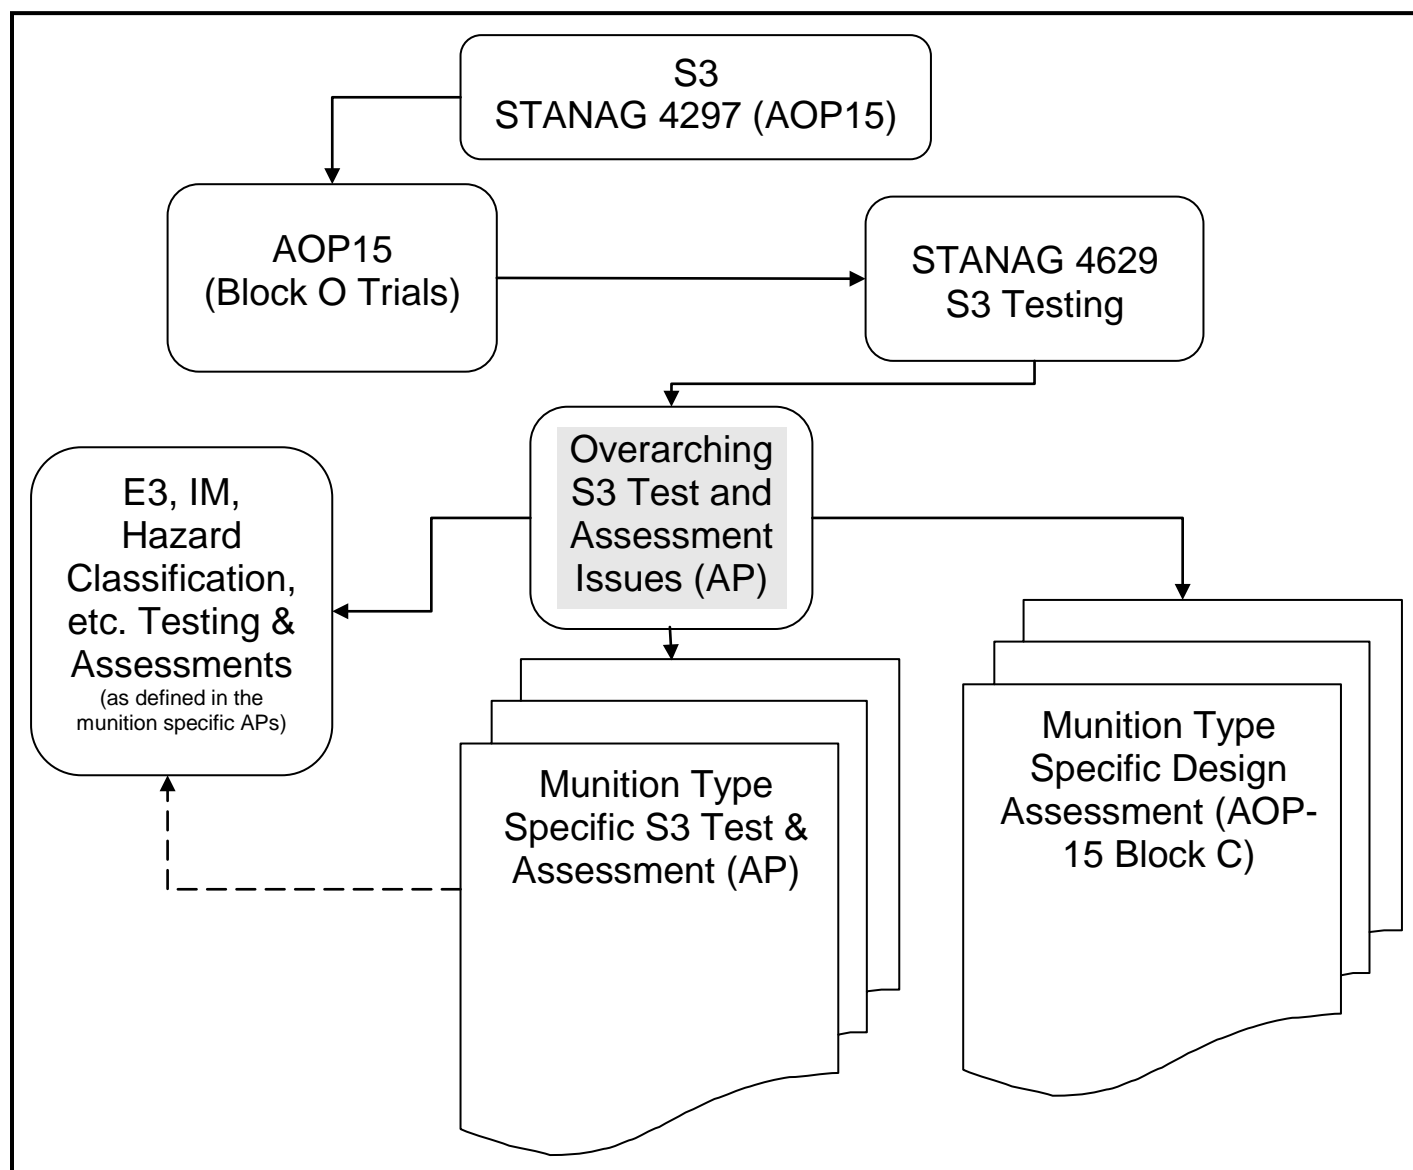 S3
STANAG 4297 (AOP15)
AOP15
(Block O Trials)
STANAG 4629
S3 Testing
Overarching
S3 Test and
Assessment
Issues (AP)
E3, IM,
Hazard
Classification,
etc. Testing &
Assessments
(as defined in the
munition specific APs)
Munition Type
Specific S3 Test &
Assessment (AP)
Munition Type
Specific Design
Assessment (AOP-
15 Block C)